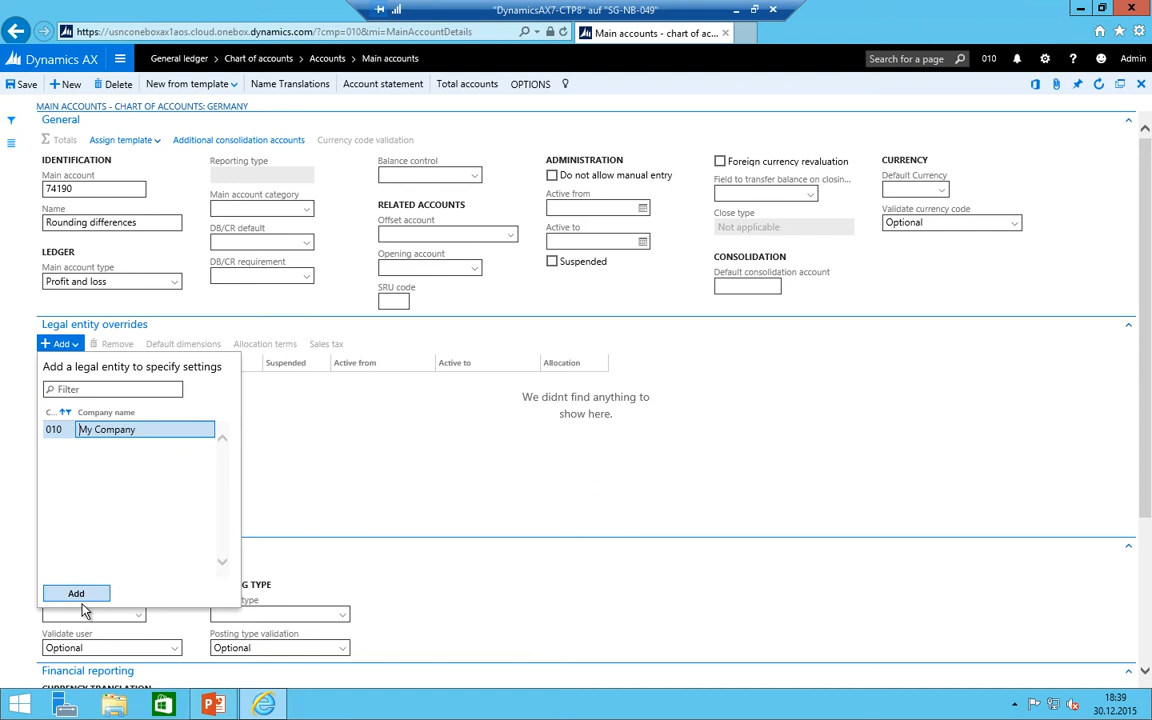 "DynamicsAX7-CTP8" auf "SG-NB-049"
https://usnconeboxax1aos.cloud.onebox.dynamics.com/?cmp=010&mi=MainAccountDetails
Main accounts - chart of ac...
Dynamics AX
General ledger > Chart of accounts > Accounts > Main accounts
Search for a page
010
Admin
Save
+ New
Delete
New from template
Name Translations
Account statement
Total accounts
OPTIONS
MAIN ACCOUNTS - CHART OF ACCOUNTS: GERMANY
General
Σ Totals
Assign template
Additional consolidation accounts
Currency code validation
IDENTIFICATION
Main account
74190
Name
Rounding differences
LEDGER
Main account type
Profit and loss
Reporting type
Main account category
DB/CR default
DB/CR requirement
Balance control
RELATED ACCOUNTS
Offset account
Opening account
SRU code
ADMINISTRATION
Do not allow manual entry
Active from
Active to
Suspended
Foreign currency revaluation
Field to transfer balance on closin...
Close type
Not applicable
CONSOLIDATION
Default consolidation account
CURRENCY
Default Currency
Validate currency code
Optional
Legal entity overrides
+ Add
Remove
Default dimensions
Allocation terms
Sales tax
Suspended
Active from
Active to
Allocation
We didnt find anything to
show here.
Add a legal entity to specify settings
Filter
C...
Company name
010
My Company
Add
G TYPE
type
Validate user
Optional
Posting type validation
Optional
Financial reporting
CURRENCY TRANSLATION
18:39
30.12.2015